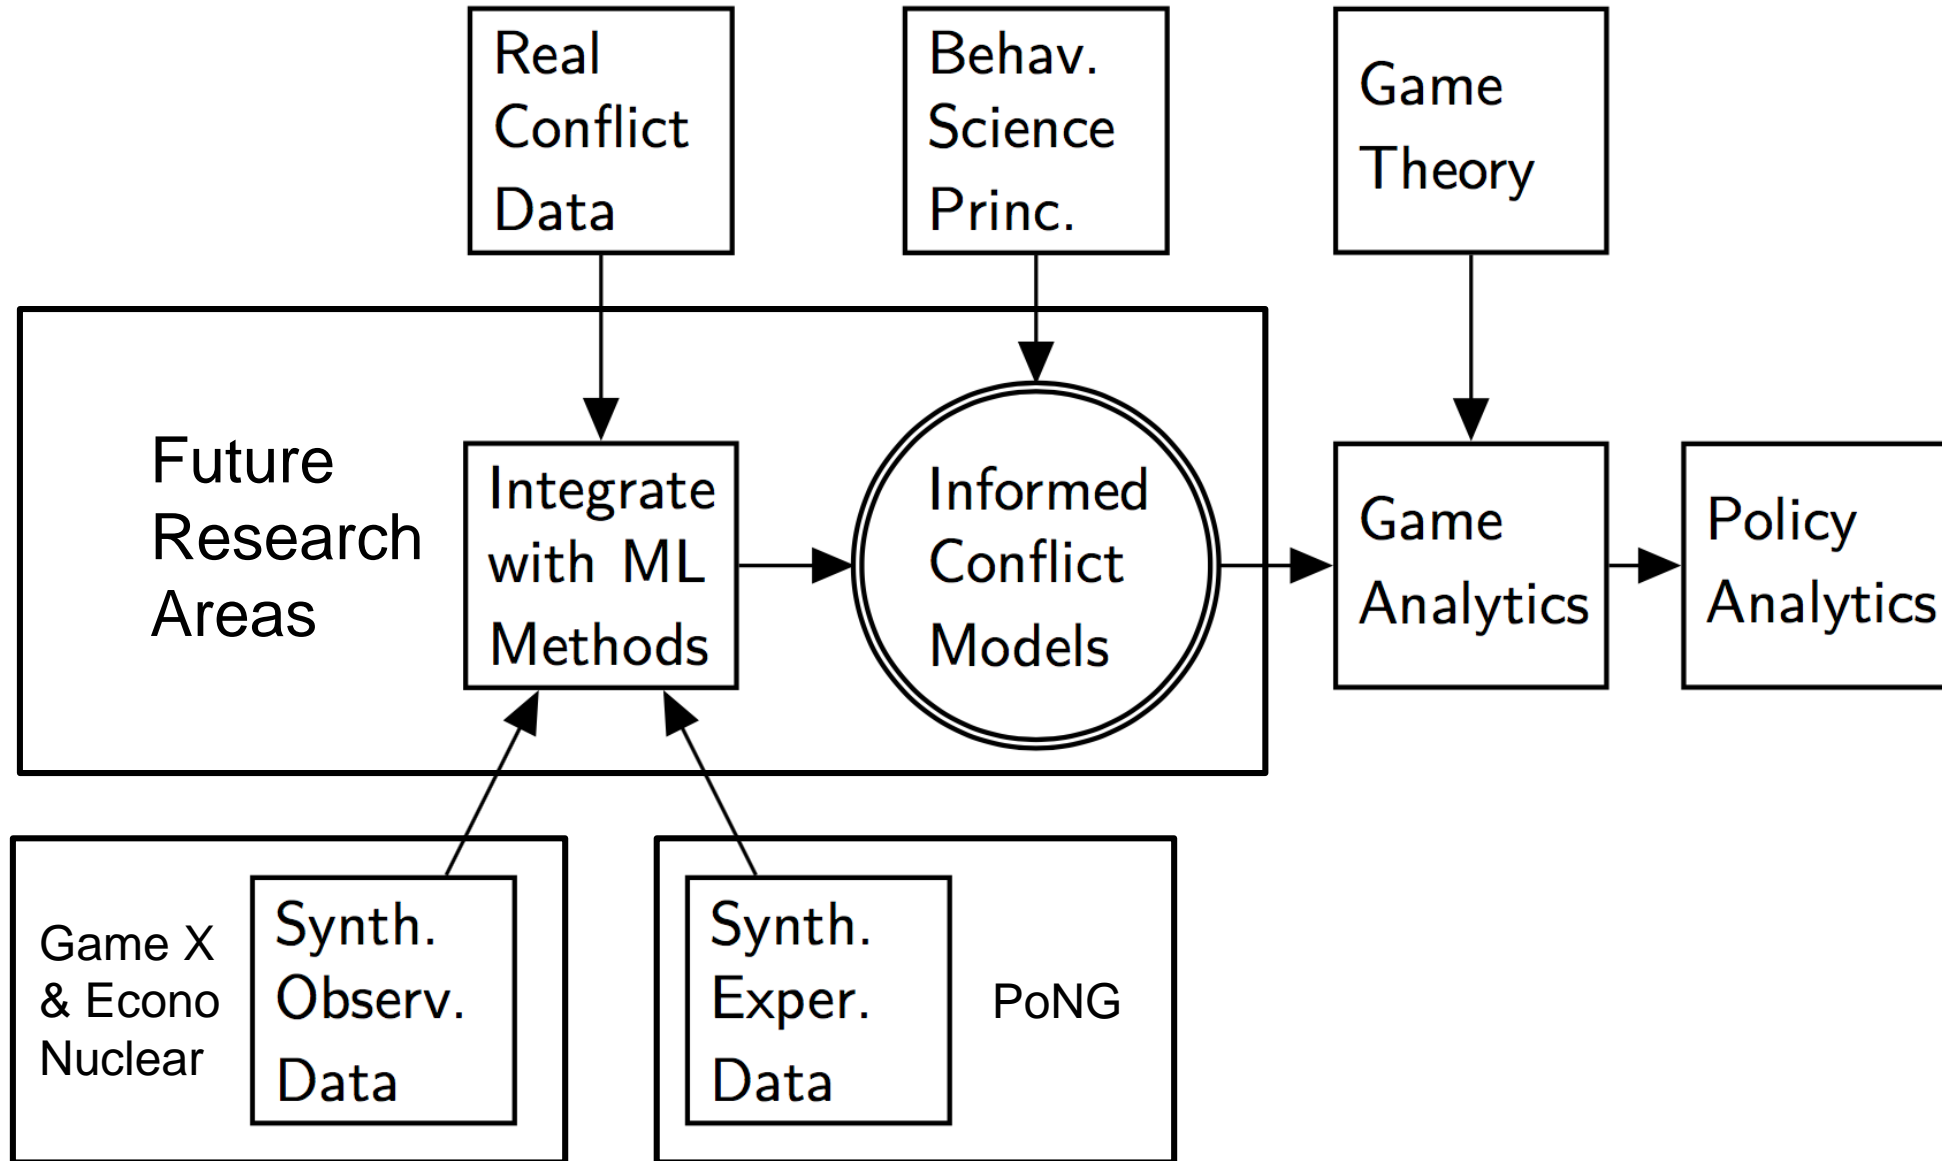 Real
Conflict
Data
Behav.
Science
Princ.
Game
Theory
Future
Research
Areas
Integrate
with ML
Methods
Informed
Conflict
Models
Game
Analytics
Policy
Analytics
Game X
& Econo
Nuclear
Synth.
Observ.
Data
Synth.
Exper.
Data
PoNG